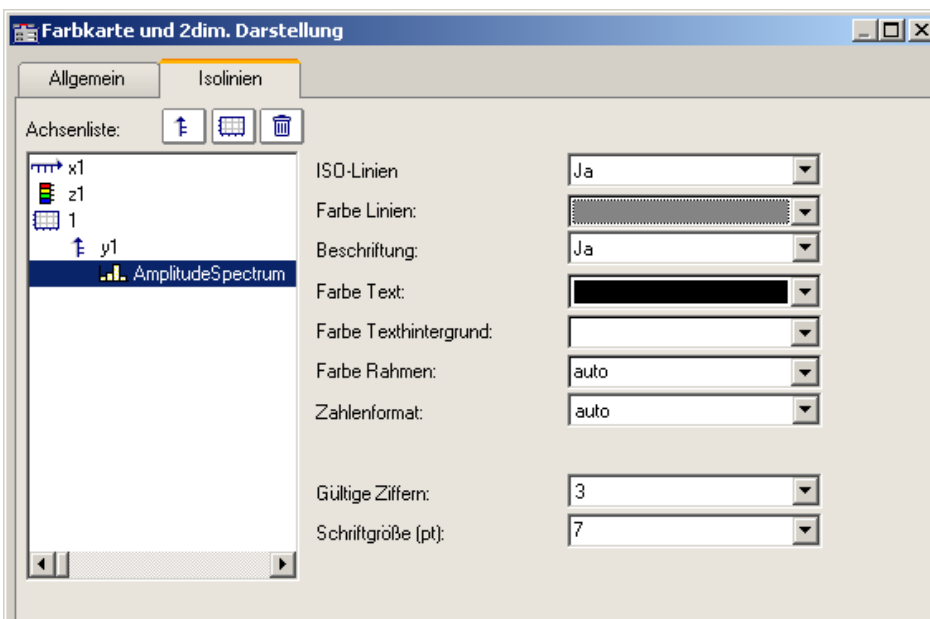 Farbkarte und 2dim. Darstellung
Allgemein
Isolinien
Achsenliste:
x1
z1
1
y1
AmplitudeSpectrum
ISO-Linien
Ja
Farbe Linien:
Beschriftung:
Ja
Farbe Text:
Farbe Texthintergrund:
Farbe Rahmen:
auto
Zahlenformat:
auto
Gültige Ziffern:
3
Schriftgröße (pt):
7